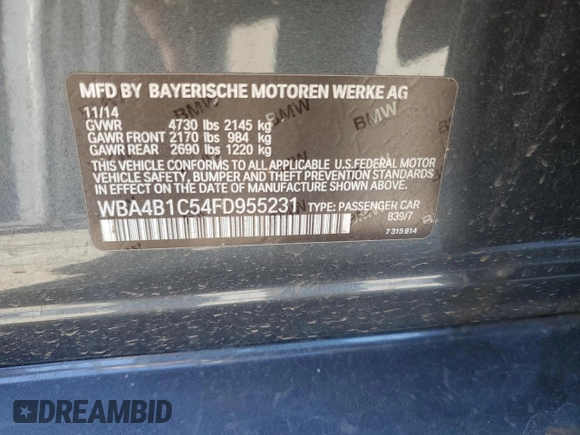 MFD BY BAYERISCHE MOTOREN WERKE AG
11/14
GVWR 4730 lbs 2145 kg
GAWR FRONT 2170 lbs 984 kg
GAWR REAR 2690 lbs 1220 kg
THIS VEHICLE CONFORMS TO ALL APPLICABLE U.S. FEDERAL MOTOR
VEHICLE SAFETY, BUMPER AND THEFT PREVENTION STANDARDS
IN EFFECT ON THE DATE OF MANUFACTURE SHOWN ABOVE.
WBA4B1C54FD955231 TYPE: PASSENGER CAR
B39/7
7 315 814
BMW
BMW
BMW
DREAMBID